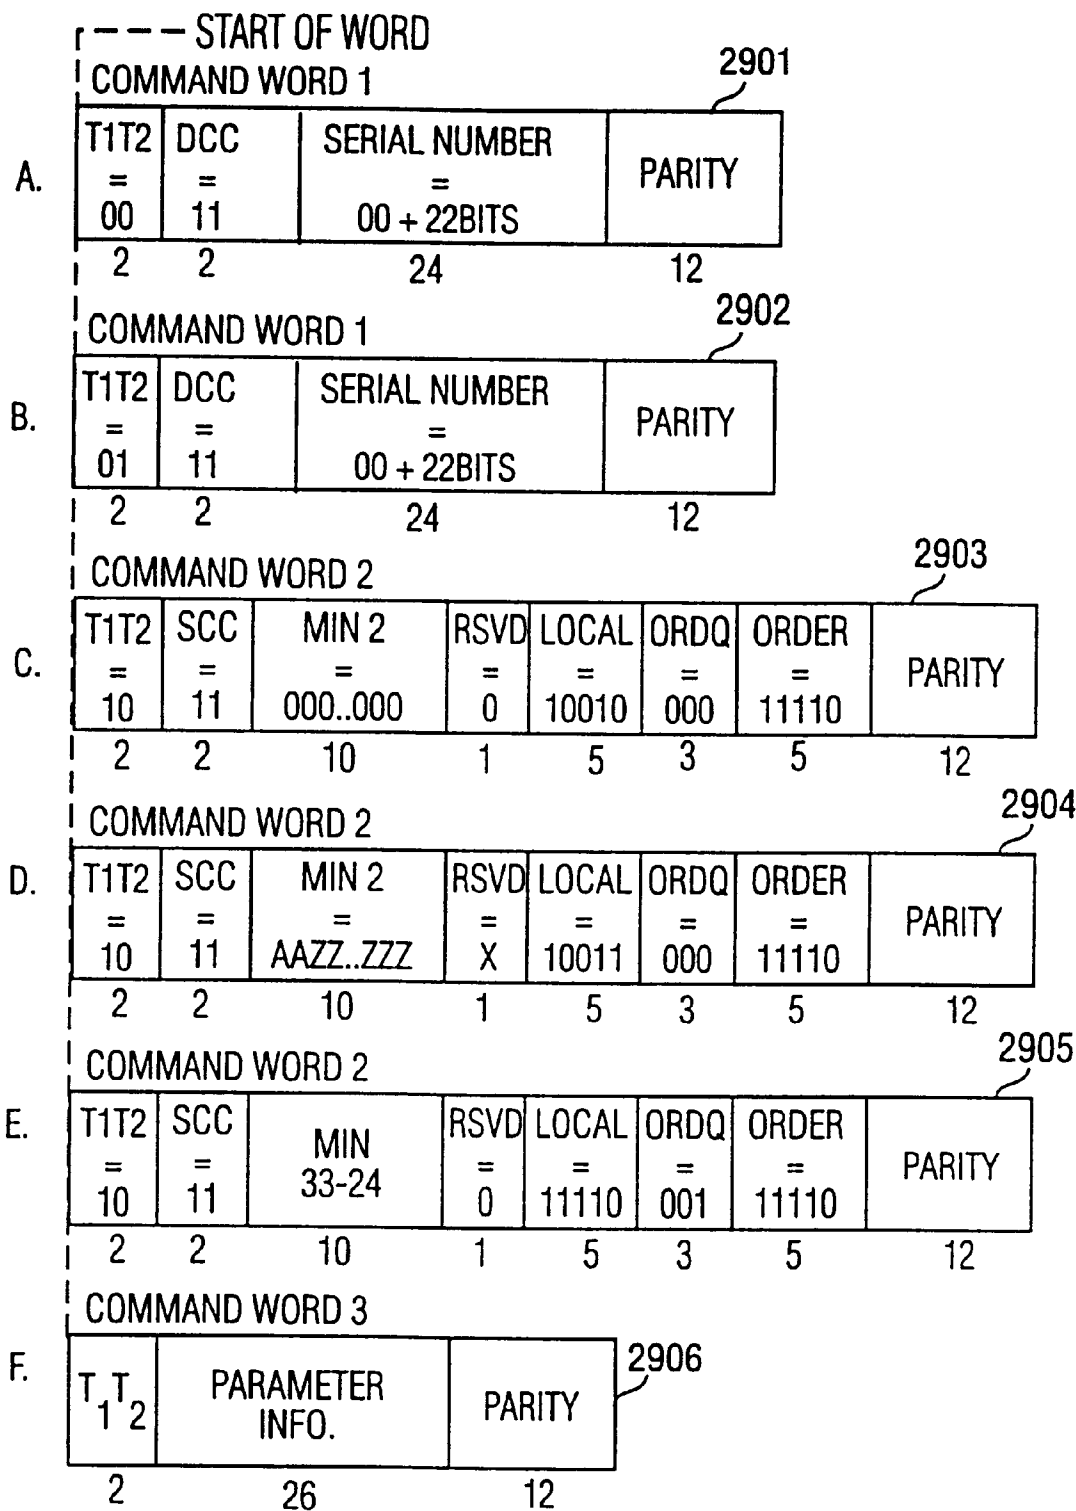 START OF WORD
COMMAND WORD 1
2901
A.
T1T2 DCC SERIAL NUMBER PARITY
= = =
00 11 00 + 22BITS
2 2 24 12
COMMAND WORD 1
2902
B.
T1T2 DCC SERIAL NUMBER PARITY
= = =
01 11 00 + 22BITS
2 2 24 12
COMMAND WORD 2
2903
C.
T1T2 SCC MIN 2 RSVD LOCAL ORDQ ORDER PARITY
= = = = = = =
10 11 000..000 0 10010 000 11110
2 2 10 1 5 3 5 12
COMMAND WORD 2
2904
D.
T1T2 SCC MIN 2 RSVD LOCAL ORDQ ORDER PARITY
= = = = = = =
10 11 AAZZ..ZZZ X 10011 000 11110
2 2 10 1 5 3 5 12
COMMAND WORD 2
2905
E.
T1T2 SCC MIN RSVD LOCAL ORDQ ORDER PARITY
= = 33-24 = = = =
10 11 0 11110 001 11110
2 2 10 1 5 3 5 12
COMMAND WORD 3
2906
F.
T1T2 PARAMETER PARITY
INFO.
2 26 12